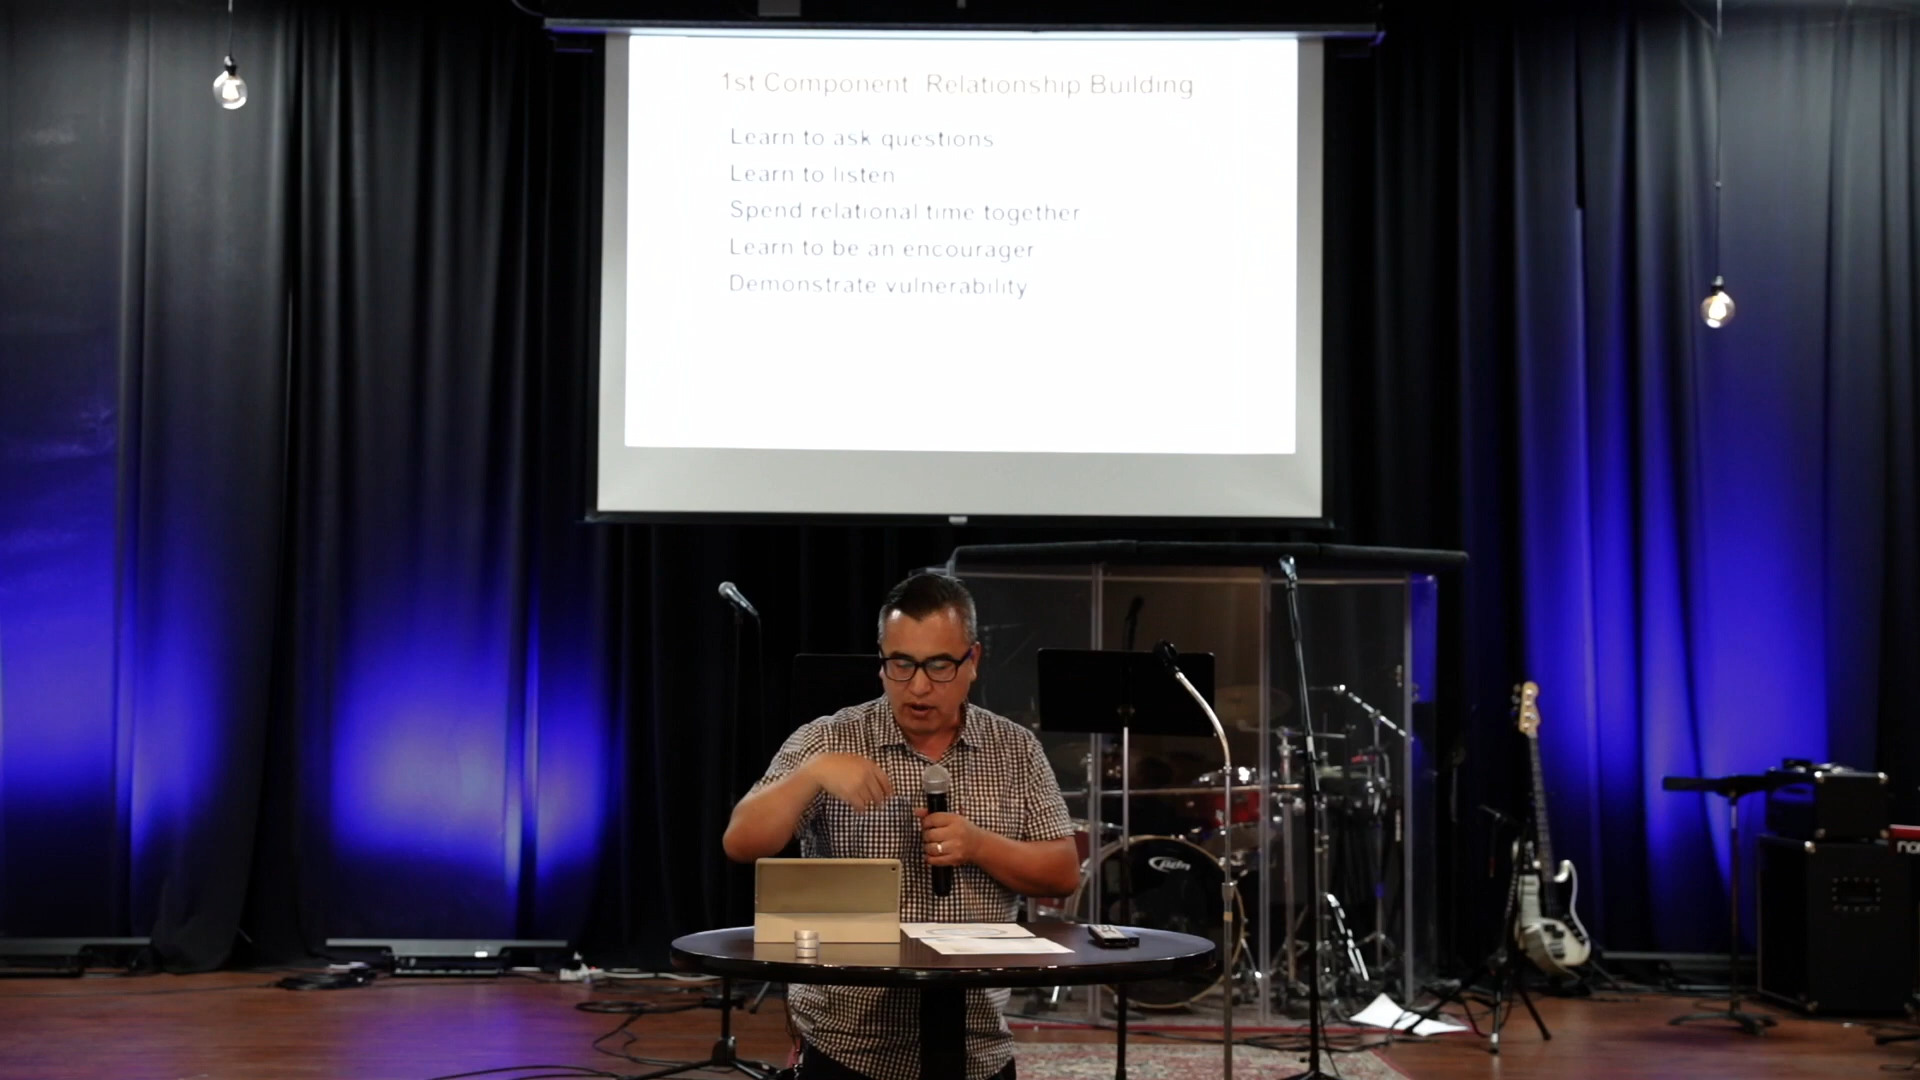 1st Component Relationship Building
Learn to ask questions
Learn to listen
Spend relational time together
Learn to be an encourager
Demonstrate vulnerability
pdp